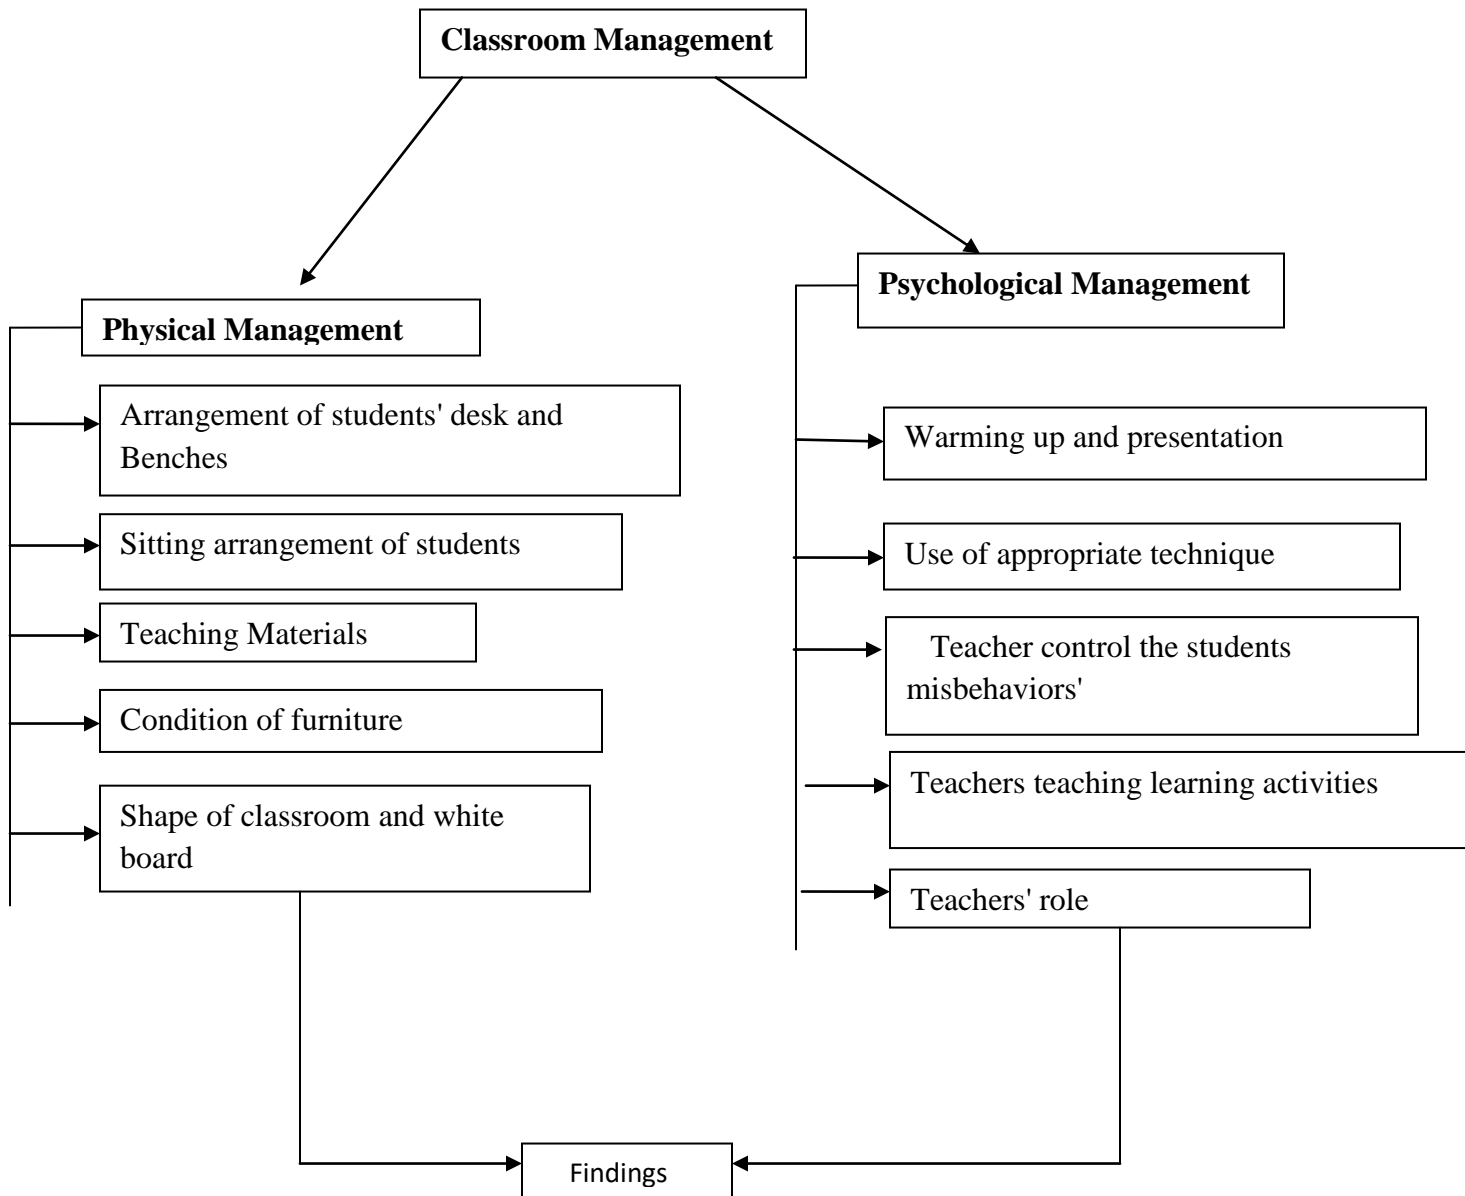 Classroom Management
Physical Management
Arrangement of students' desk and
Benches
Sitting arrangement of students
Teaching Materials
Condition of furniture
Shape of classroom and white
board
Psychological Management
Warming up and presentation
Use of appropriate technique
Teacher control the students
misbehaviors'
Teachers teaching learning activities
Teachers' role
Findings